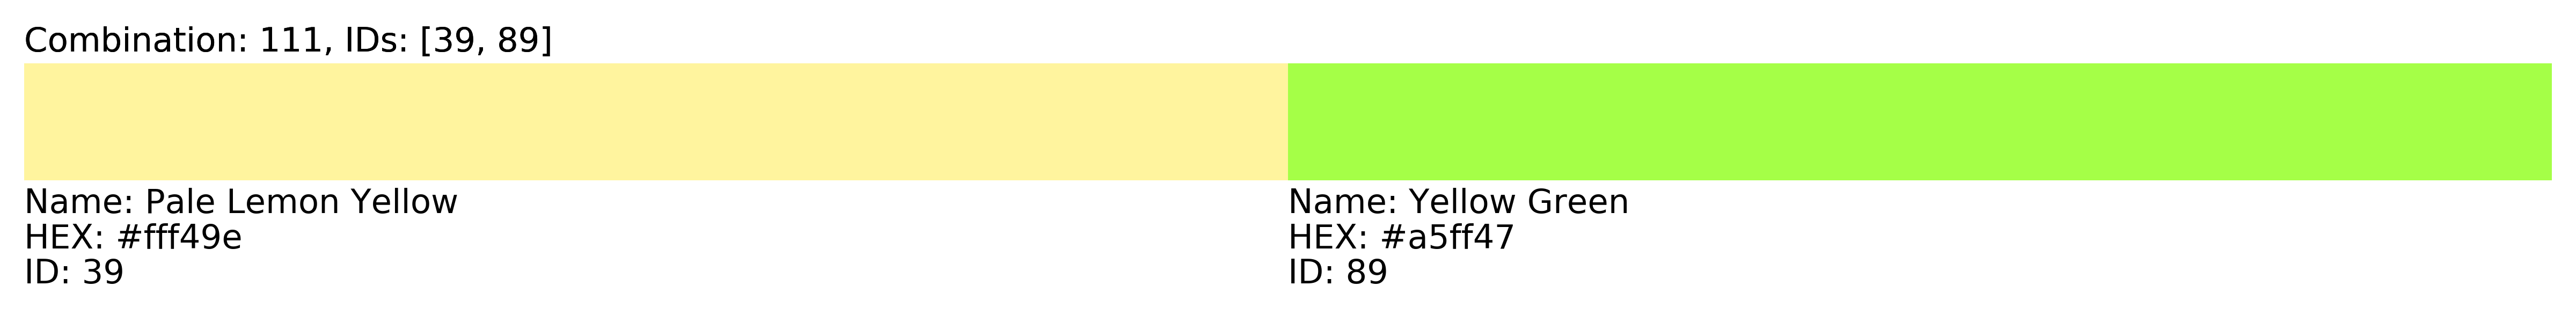 Combination: 111, IDs: [39, 89]
Name: Pale Lemon Yellow
HEX: #fff49e
ID: 39
Name: Yellow Green
HEX: #a5ff47
ID: 89